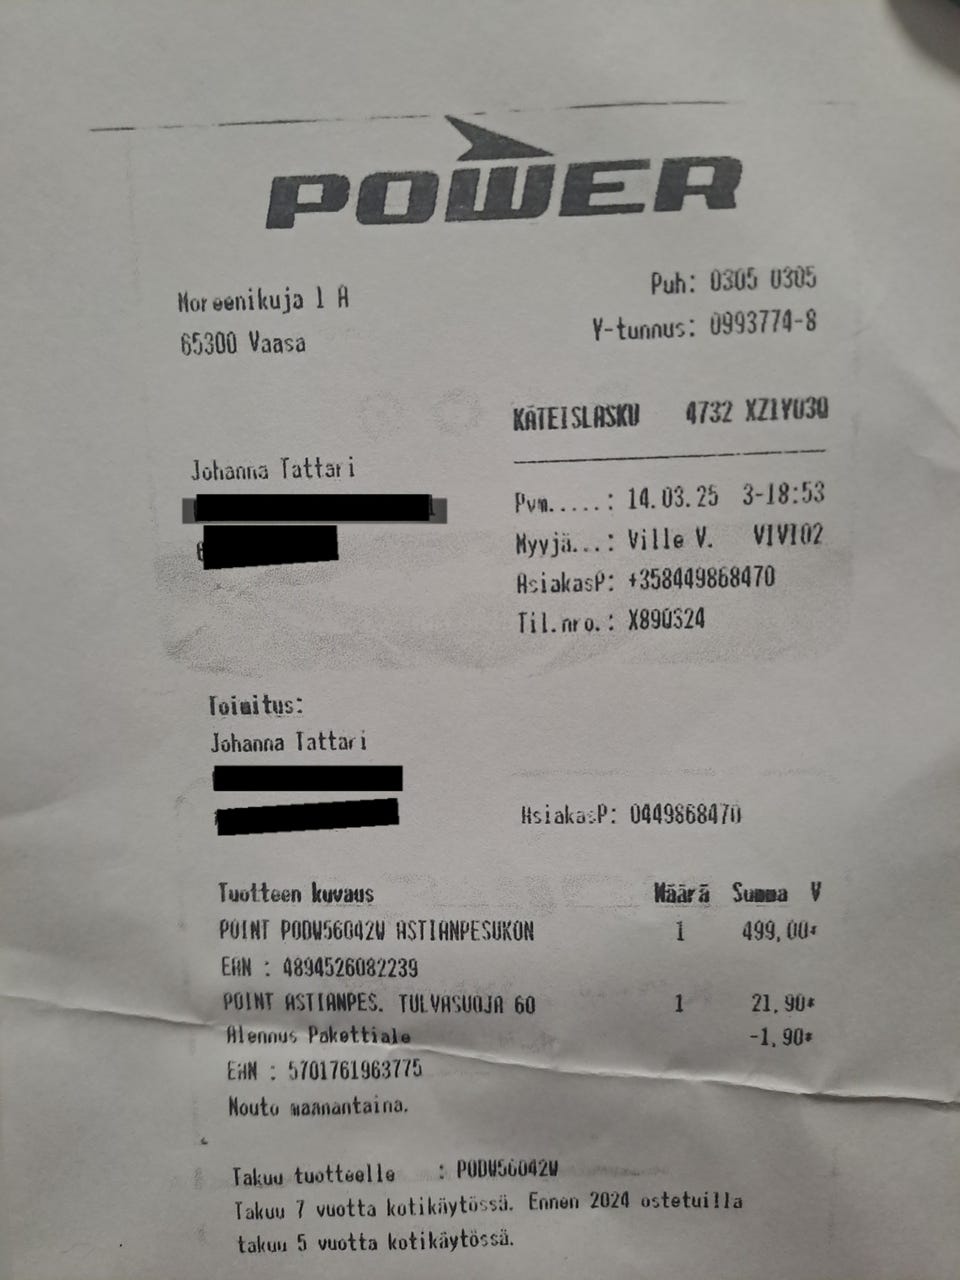 POWER
Moreenikuja 1 A
65300 Vaasa
Puh: 0305 0305
Y-tunnus: 0993774-8
KÄTEISLASKU 4732 XZ1YU3Q
Johanna Tattari
Pvm.....: 14.03.25 3-18:53
Myyjä...: Ville V. VIVI02
AsiakasP: +358449868470
Til.nro.: X890324
Toimitus:
Johanna Tattari
AsiakasP: 0449868470
Tuotteen kuvaus Määrä Summa V
POINT PODW56042W ASTIANPESUKON 1 499,00*
EAN : 4894526082239
POINT ASTIANPES. TULVASUOJA 60 1 21,90*
Alennus Pakettiale -1,90*
EAN : 5701761963775
Nouto maanantaina.
Takuu tuotteelle : PODW56042W
Takuu 7 vuotta kotikäytössä. Ennen 2024 ostetuilla
takuu 5 vuotta kotikäytössä.